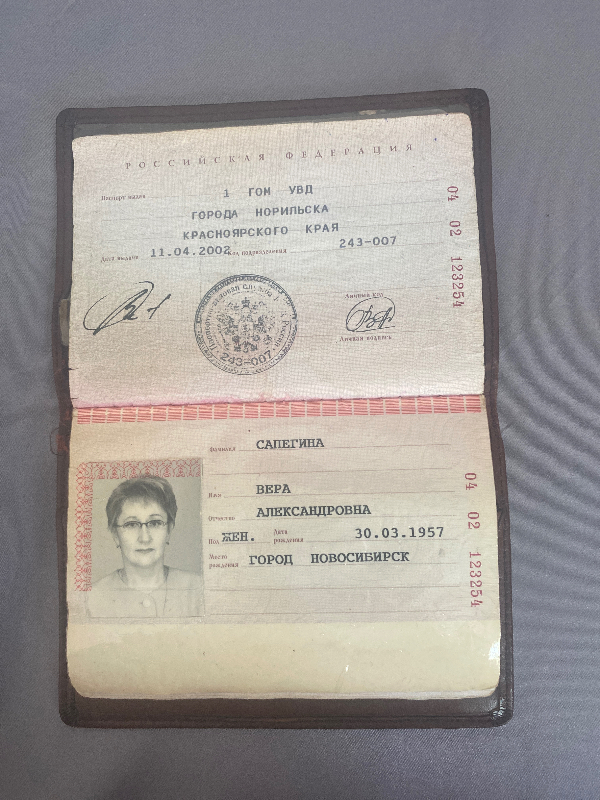 РОССИЙСКАЯ ФЕДЕРАЦИЯ
Паспорт выдан 1 ГОМ УВД
ГОРОДА НОРИЛЬСКА
КРАСНОЯРСКОГО КРАЯ
Дата выдачи 11.04.2002 Код подразделения 243-007
Личный код
Личная подпись
243-007
04 02 123254
Фамилия САПЕГИНА
Имя ВЕРА
Отчество АЛЕКСАНДРОВНА
Пол ЖЕН. Дата рождения 30.03.1957
Место рождения ГОРОД НОВОСИБИРСК
04 02 123254